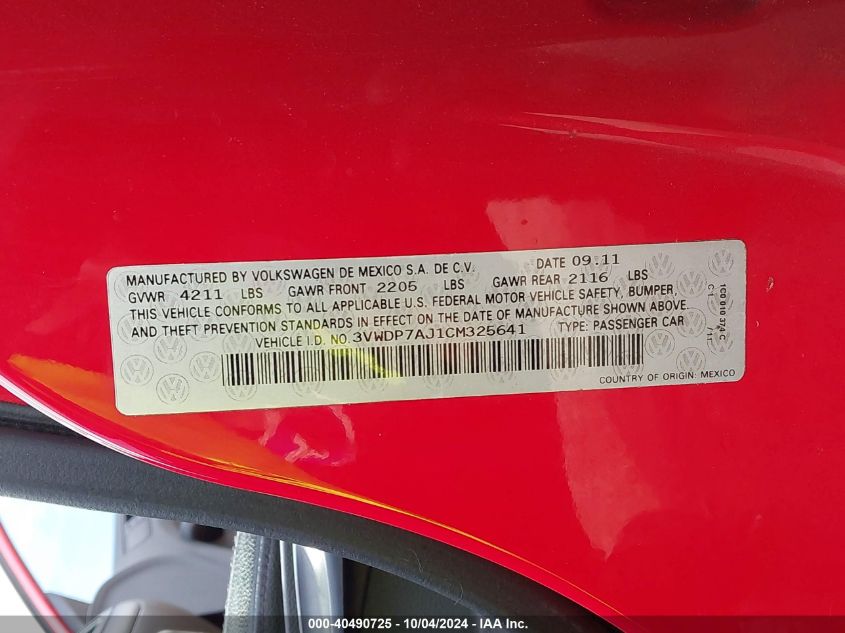 MANUFACTURED BY VOLKSWAGEN DE MEXICO S.A. DE C.V. DATE 09.11
GVWR 4211 LBS GAWR FRONT 2205 LBS GAWR REAR 2116 LBS
THIS VEHICLE CONFORMS TO ALL APPLICABLE U.S. FEDERAL MOTOR VEHICLE SAFETY, BUMPER,
AND THEFT PREVENTION STANDARDS IN EFFECT ON THE DATE OF MANUFACTURE SHOWN ABOVE.
VEHICLE I.D. NO. 3VWDP7AJ1CM325641 TYPE: PASSENGER CAR
COUNTRY OF ORIGIN: MEXICO
1C0 010 374 C
000-40490725 - 10/04/2024 - IAA Inc.